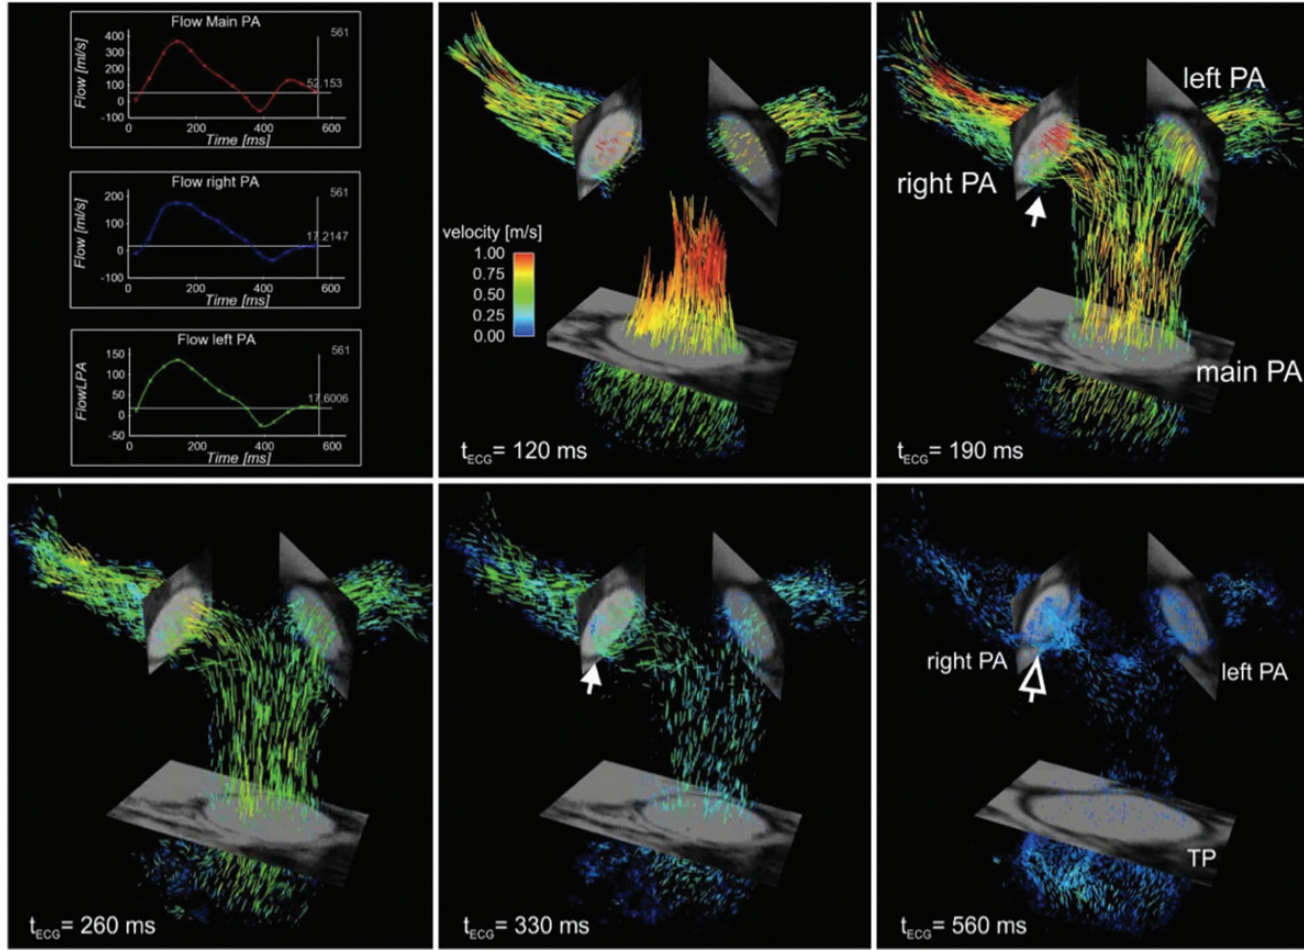 Flow Main PA
561
400
300
200
100
0
-100
Flow [ml/s]
52.153
0 200 400 600
Time [ms]
Flow right PA
561
200
100
0
-100
Flow [ml/s]
17.2147
0 200 400 600
Time [ms]
Flow left PA
561
150
100
50
0
-50
FlowLPA
17.6006
0 200 400 600
Time [ms]
velocity [m/s]
1.00
0.75
0.50
0.25
0.00
tECG= 120 ms
left PA
right PA
main PA
tECG= 190 ms
tECG= 260 ms
tECG= 330 ms
right PA
left PA
TP
tECG= 560 ms